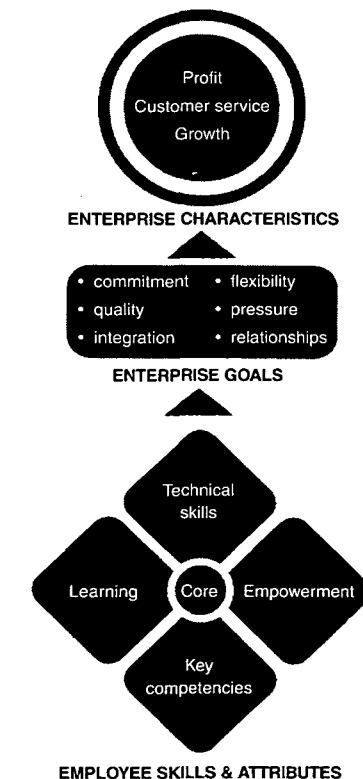 Profit
Customer service
Growth
ENTERPRISE CHARACTERISTICS
• commitment • flexibility
• quality • pressure
• integration • relationships
ENTERPRISE GOALS
Technical
skills
Learning Core Empowerment
Key
competencies
EMPLOYEE SKILLS & ATTRIBUTES